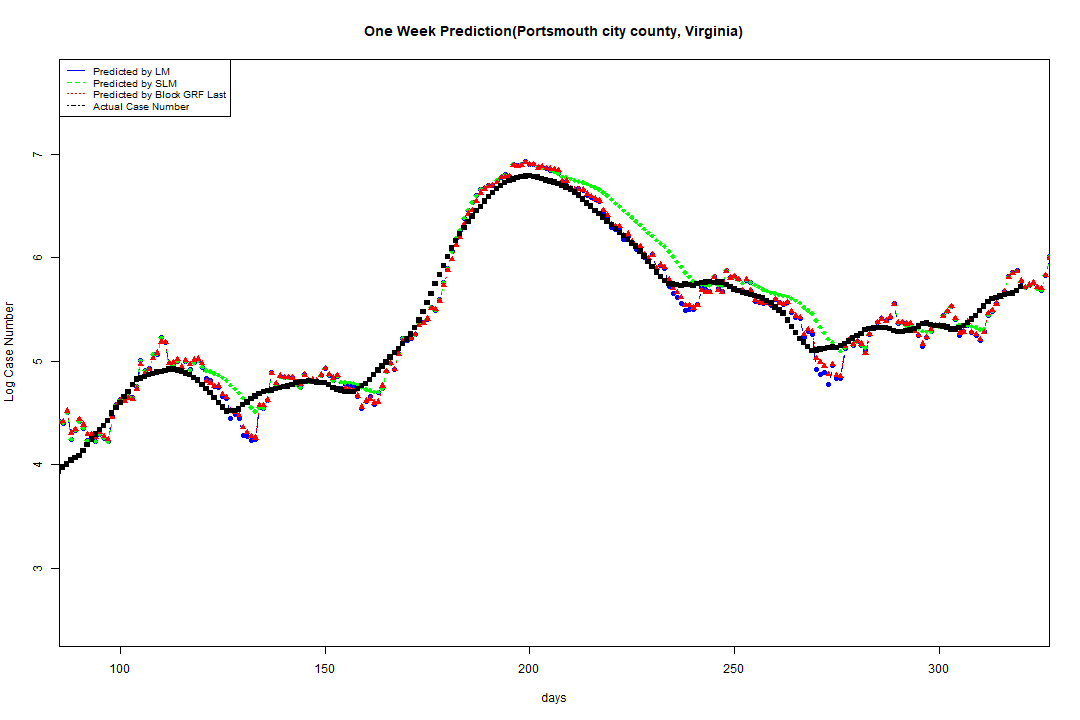 One Week Prediction(Portsmouth city county, Virginia)
Predicted by LM
Predicted by SLM
Predicted by Block GRF Last
Actual Case Number
Log Case Number
7
6
5
4
3
100 150 200 250 300
days